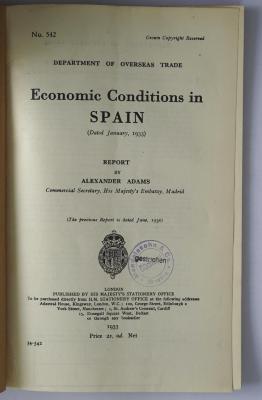 No. 542
Crown Copyright Reserved
DEPARTMENT OF OVERSEAS TRADE
Economic Conditions in
SPAIN
(Dated January, 1933)
REPORT
BY
ALEXANDER ADAMS
Commercial Secretary, His Majesty's Embassy, Madrid
(The previous Report is dated June, 1930)
gestrichen
LONDON
PUBLISHED BY HIS MAJESTY'S STATIONERY OFFICE
To be purchased directly from H.M. STATIONERY OFFICE at the following addresses
Adastral House, Kingsway, London, W.C.2; 120, George Street, Edinburgh 2
York Street, Manchester 1; 1, St. Andrew's Crescent, Cardiff
15, Donegall Square West, Belfast
or through any bookseller
1933
Price 2s. 0d. Net
34-542